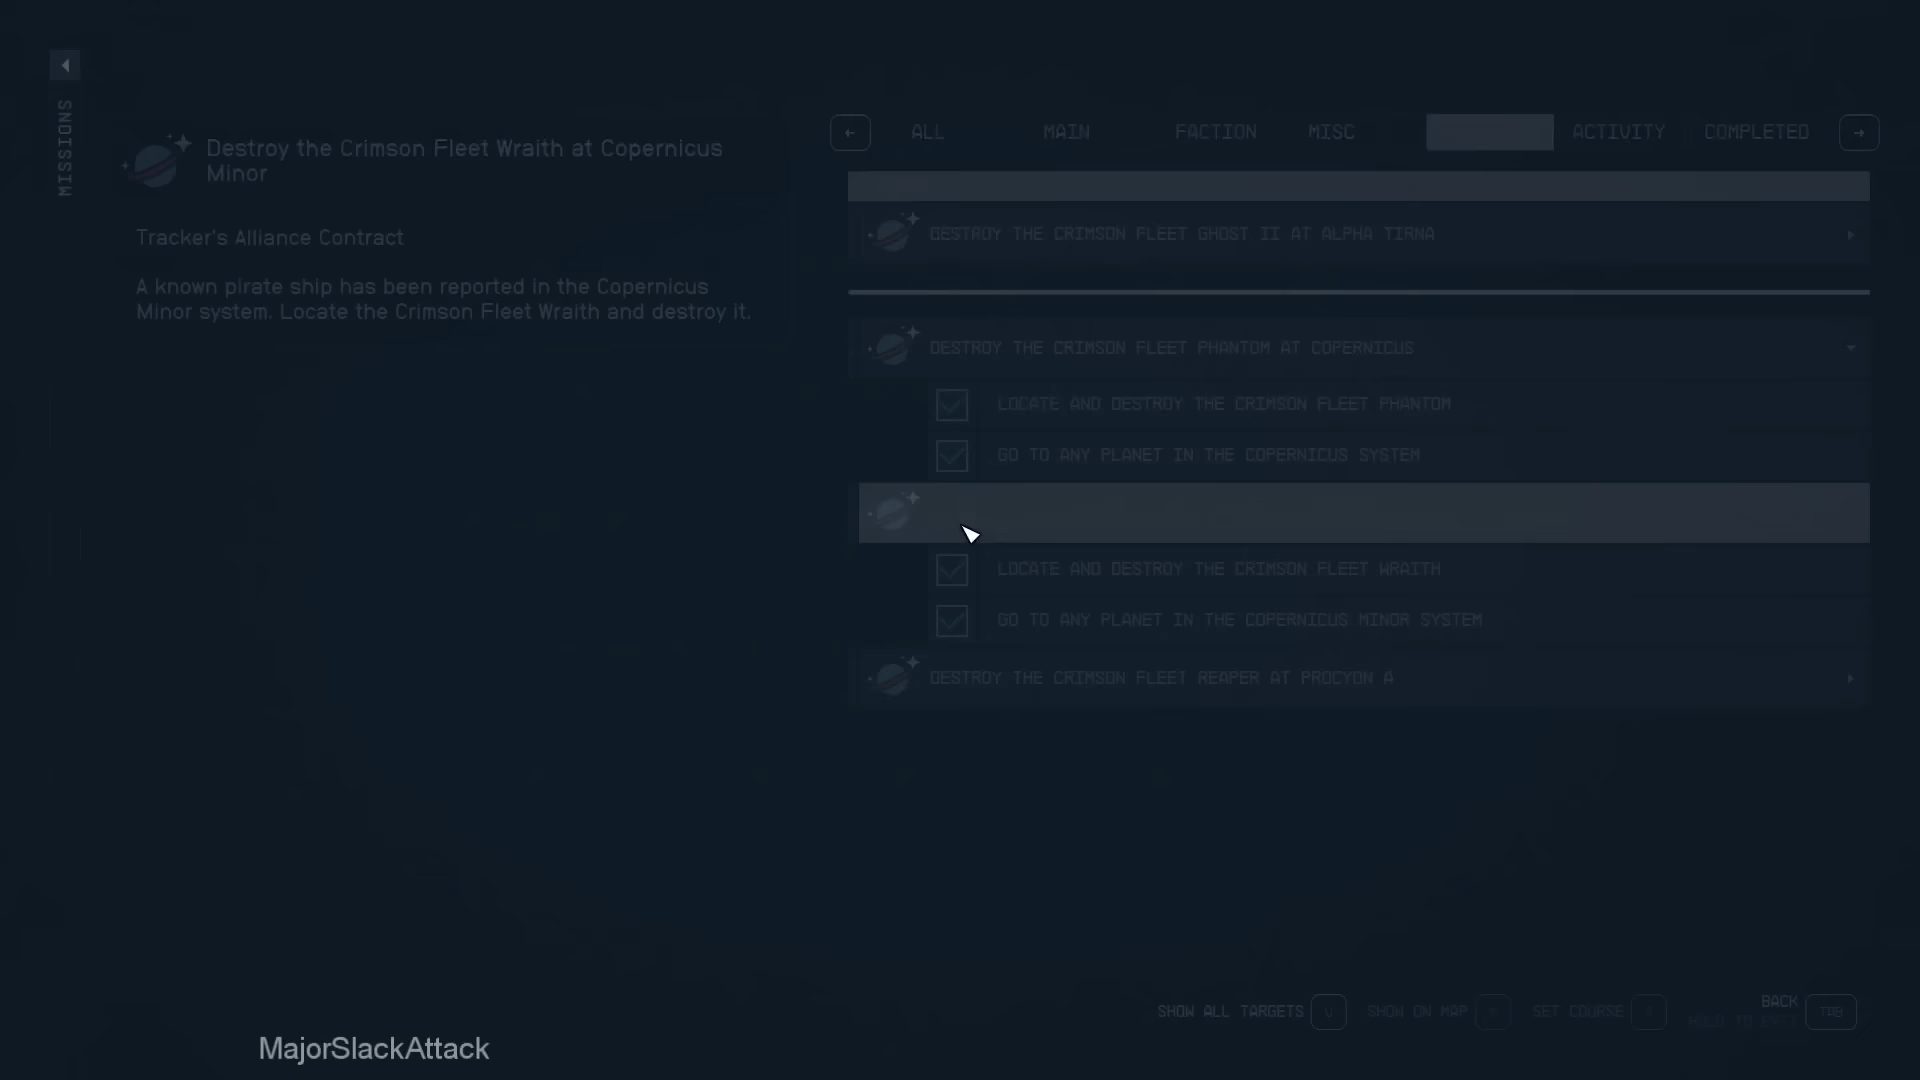 MISSIONS
Destroy the Crimson Fleet Wraith at Copernicus
Minor
Tracker's Alliance Contract
A known pirate ship has been reported in the Copernicus
Minor system. Locate the Crimson Fleet Wraith and destroy it.
ALL MAIN FACTION MISC ACTIVITY COMPLETED
DESTROY THE CRIMSON FLEET GHOST II AT ALPHA TIRNA
DESTROY THE CRIMSON FLEET PHANTOM AT COPERNICUS
LOCATE AND DESTROY THE CRIMSON FLEET PHANTOM
GO TO ANY PLANET IN THE COPERNICUS SYSTEM
LOCATE AND DESTROY THE CRIMSON FLEET WRAITH
GO TO ANY PLANET IN THE COPERNICUS MINOR SYSTEM
DESTROY THE CRIMSON FLEET REAPER AT PROCYON A
SHOW ALL TARGETS V SHOW ON MAP SET COURSE BACK TAB
HOLD TO EXIT
MajorSlackAttack